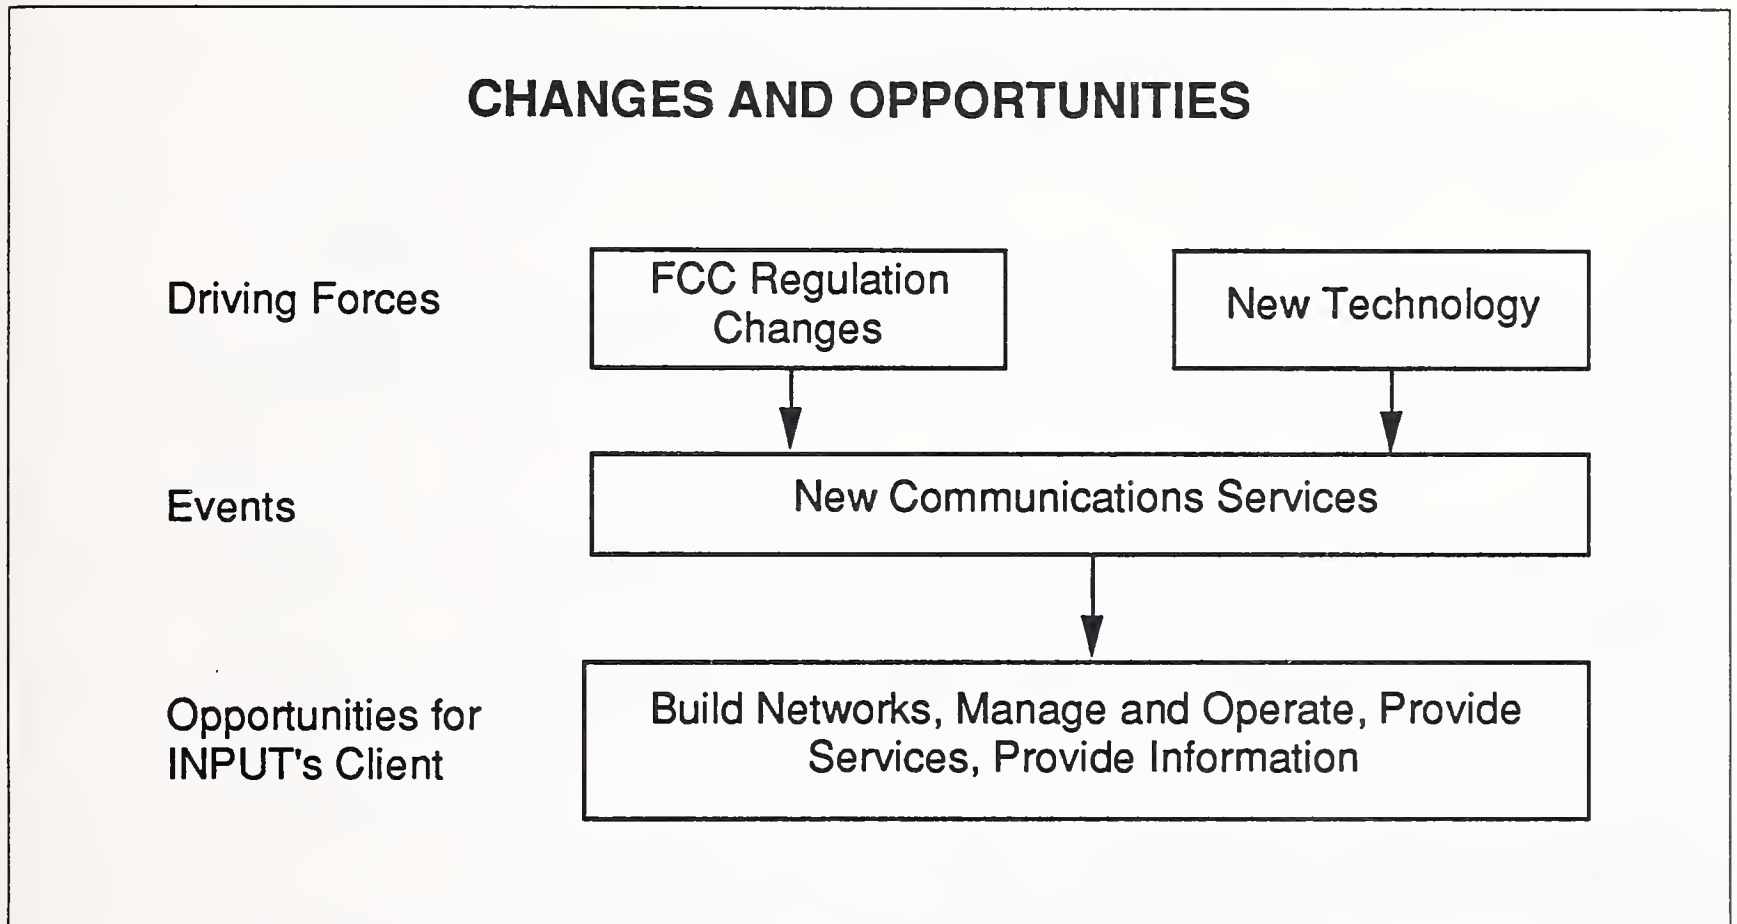 CHANGES AND OPPORTUNITIES
Driving Forces
FCC Regulation
Changes
New Technology
Events
New Communications Services
Opportunities for
INPUT's Client
Build Networks, Manage and Operate, Provide
Services, Provide Information